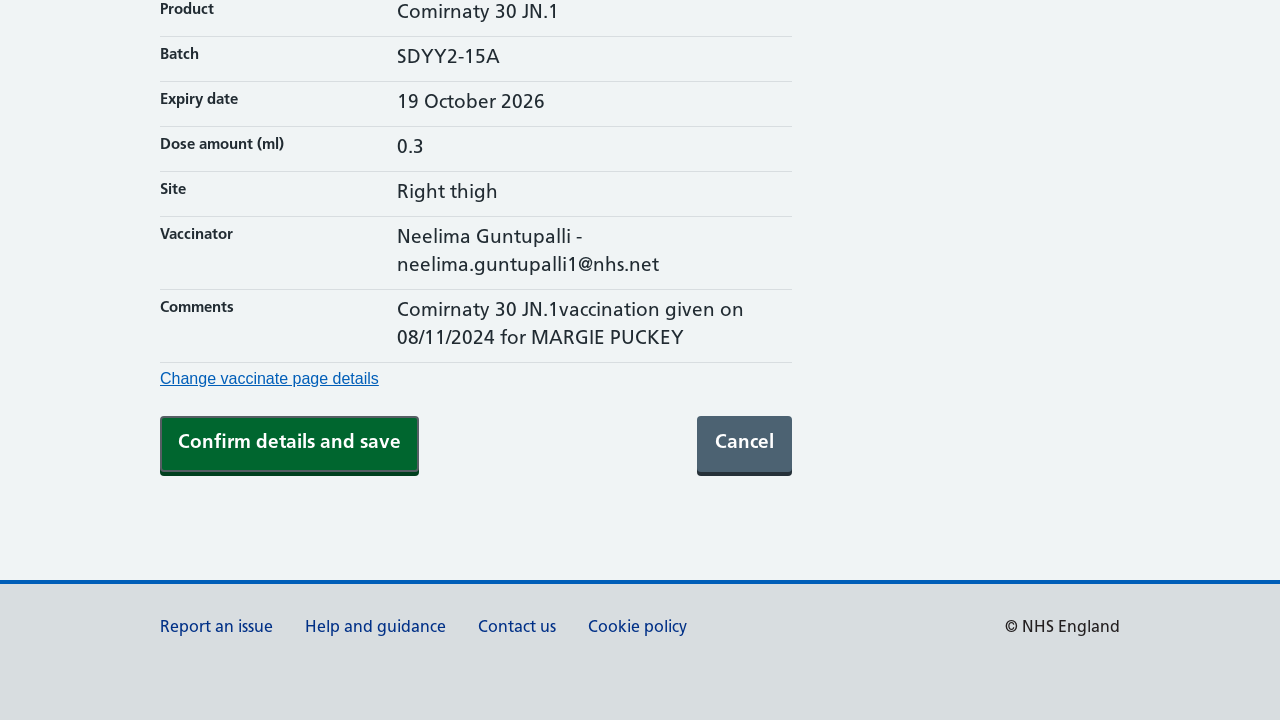 Product
Comirnaty 30 JN.1
Batch
SDYY2-15A
Expiry date
19 October 2026
Dose amount (ml)
0.3
Site
Right thigh
Vaccinator
Neelima Guntupalli -
neelima.guntupalli1@nhs.net
Comments
Comirnaty 30 JN.1vaccination given on
08/11/2024 for MARGIE PUCKEY
Change vaccinate page details
Confirm details and save
Cancel
Report an issue
Help and guidance
Contact us
Cookie policy
© NHS England